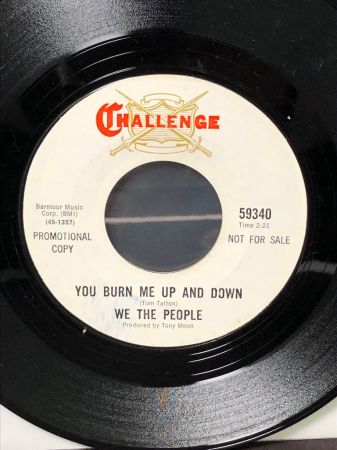 CHALLENGE
Barmour Music
Corp. (BMI)
(45-1357)
PROMOTIONAL
COPY
59340
Time 2:21
NOT FOR SALE
YOU BURN ME UP AND DOWN
(Tom Talton)
WE THE PEOPLE
Produced by Tony Moon